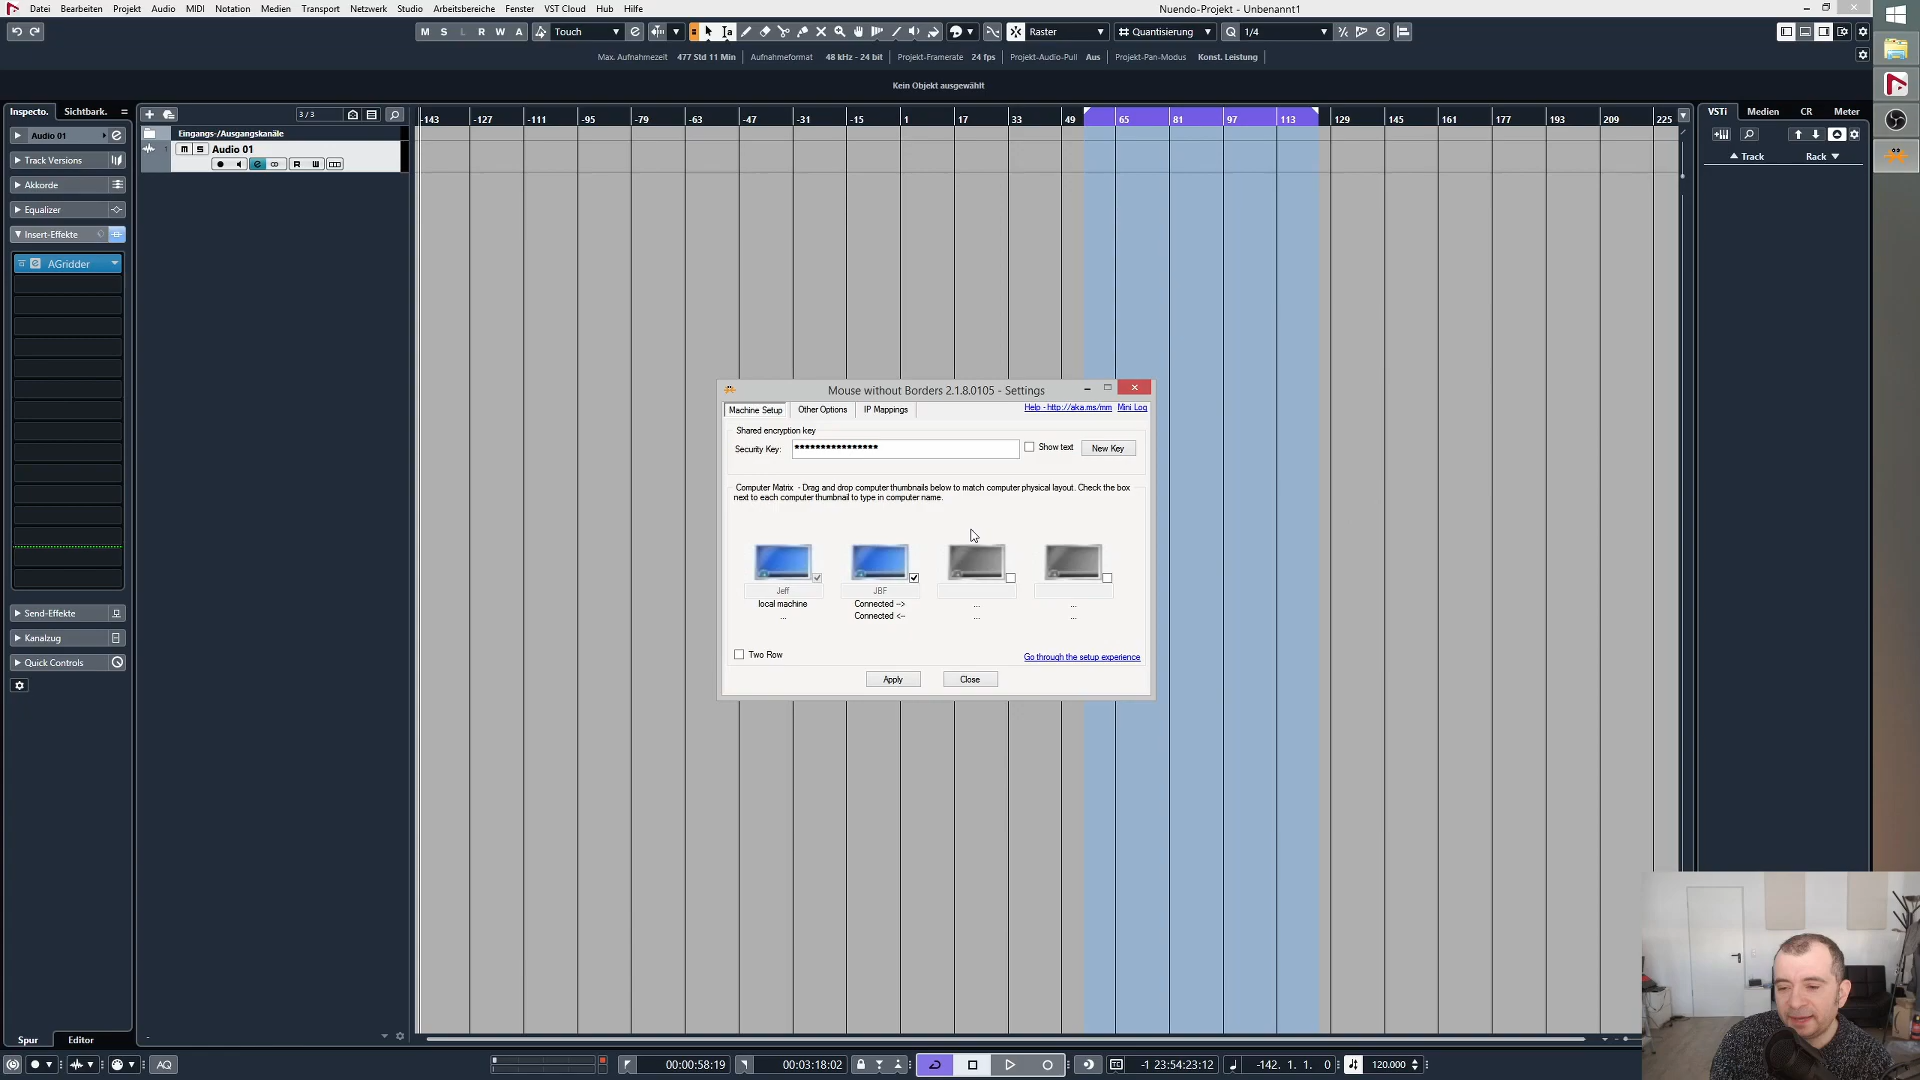 Datei Bearbeiten Projekt Audio MIDI Notation Medien Transport Netzwerk Studio Arbeitsbereiche Fenster VST Cloud Hub Hilfe
Nuendo-Projekt - Unbenannt1
M S L R W A Touch Raster Quantisierung 1/4
Max. Aufnahmezeit 477 Std 11 Min Aufnahmeformat 48 kHz - 24 bit Projekt-Framerate 24 fps Projekt-Audio-Pull Aus Projekt-Pan-Modus Konst. Leistung
Kein Objekt ausgewählt
Inspecto. Sichtbark.
3 / 3
-143 -127 -111 -95 -79 -63 -47 -31 -15 1 17 33 49 65 81 97 113 129 145 161 177 193 209 225
VSTi Medien CR Meter
Track Rack
Audio 01
Track Versions
Akkorde
Equalizer
Insert-Effekte
AGridder
Send-Effekte
Kanalzug
Quick Controls
Eingangs-/Ausgangskanäle
1 M S Audio 01
R
Mouse without Borders 2.1.8.0105 - Settings
Machine Setup Other Options IP Mappings
Help - http://aka.ms/mm Mini Log
Shared encryption key
Security Key: **************** Show text New Key
Computer Matrix - Drag and drop computer thumbnails below to match computer physical layout. Check the box
next to each computer thumbnail to type in computer name.
Jeff JBF
local machine Connected --> ... ...
... Connected <-- ... ...
Two Row
Go through the setup experience
Apply Close
Spur Editor
AQ 00:00:58:19 00:03:18:02 -1 23:54:23:12 -142. 1. 1. 0 120.000